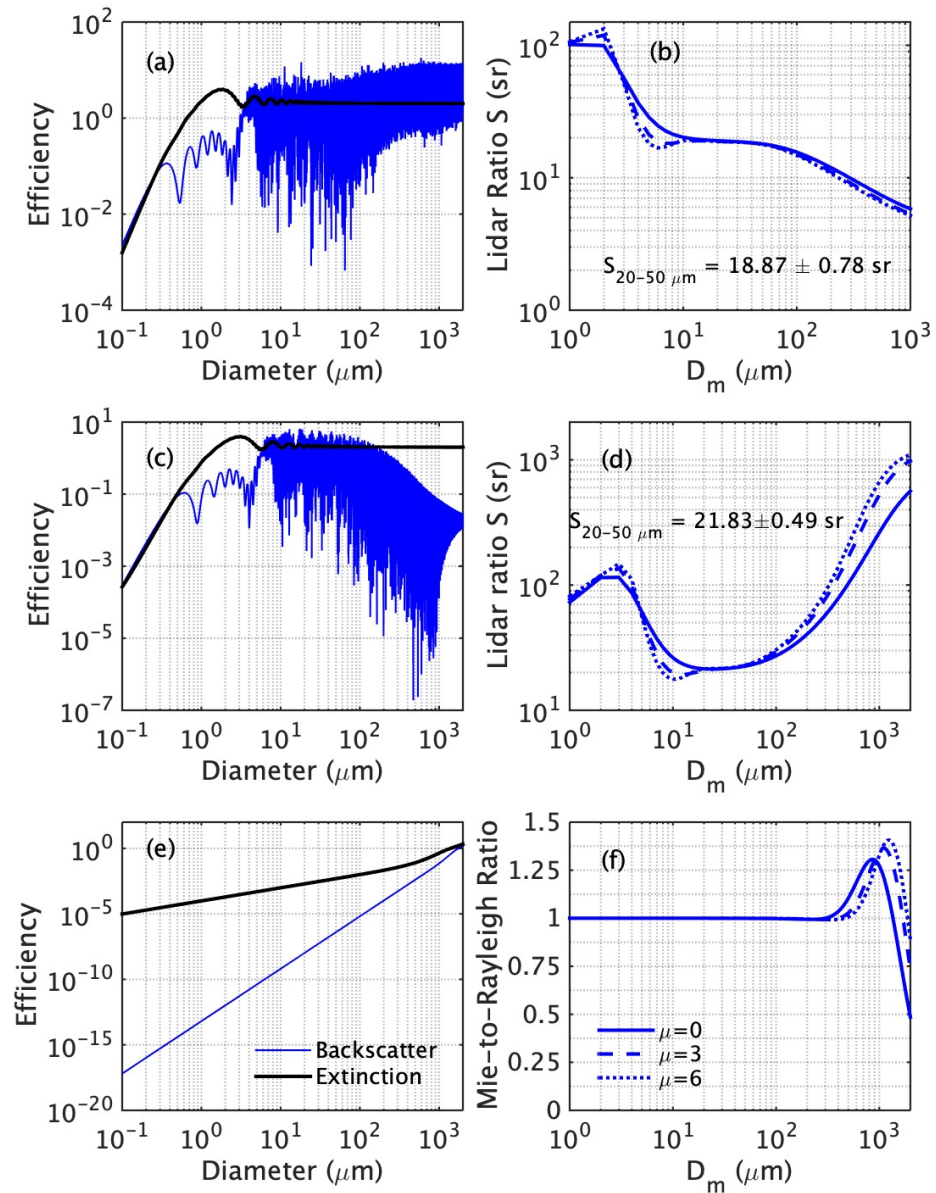 (a)
Efficiency
10^2
10^0
10^-2
10^-4
10^-1 10^0 10^1 10^2 10^3
Diameter (μm)
(b)
Lidar Ratio S (sr)
10^2
10^1
10^0
S_20−50 μm = 18.87 ± 0.78 sr
10^0 10^1 10^2 10^3
D_m (μm)
(c)
Efficiency
10^1
10^-1
10^-3
10^-5
10^-7
10^-1 10^0 10^1 10^2 10^3
Diameter (μm)
(d)
Lidar ratio S (sr)
10^3
10^2
10^1
S_20−50 μm = 21.83±0.49 sr
10^0 10^1 10^2 10^3
D_m (μm)
(e)
Efficiency
10^0
10^-5
10^-10
10^-15
10^-20
Backscatter
Extinction
10^-1 10^0 10^1 10^2 10^3
Diameter (μm)
(f)
Mie−to−Rayleigh Ratio
1.5
1.25
1
0.75
0.5
0.25
0
μ=0
μ=3
μ=6
10^0 10^1 10^2 10^3
D_m (μm)